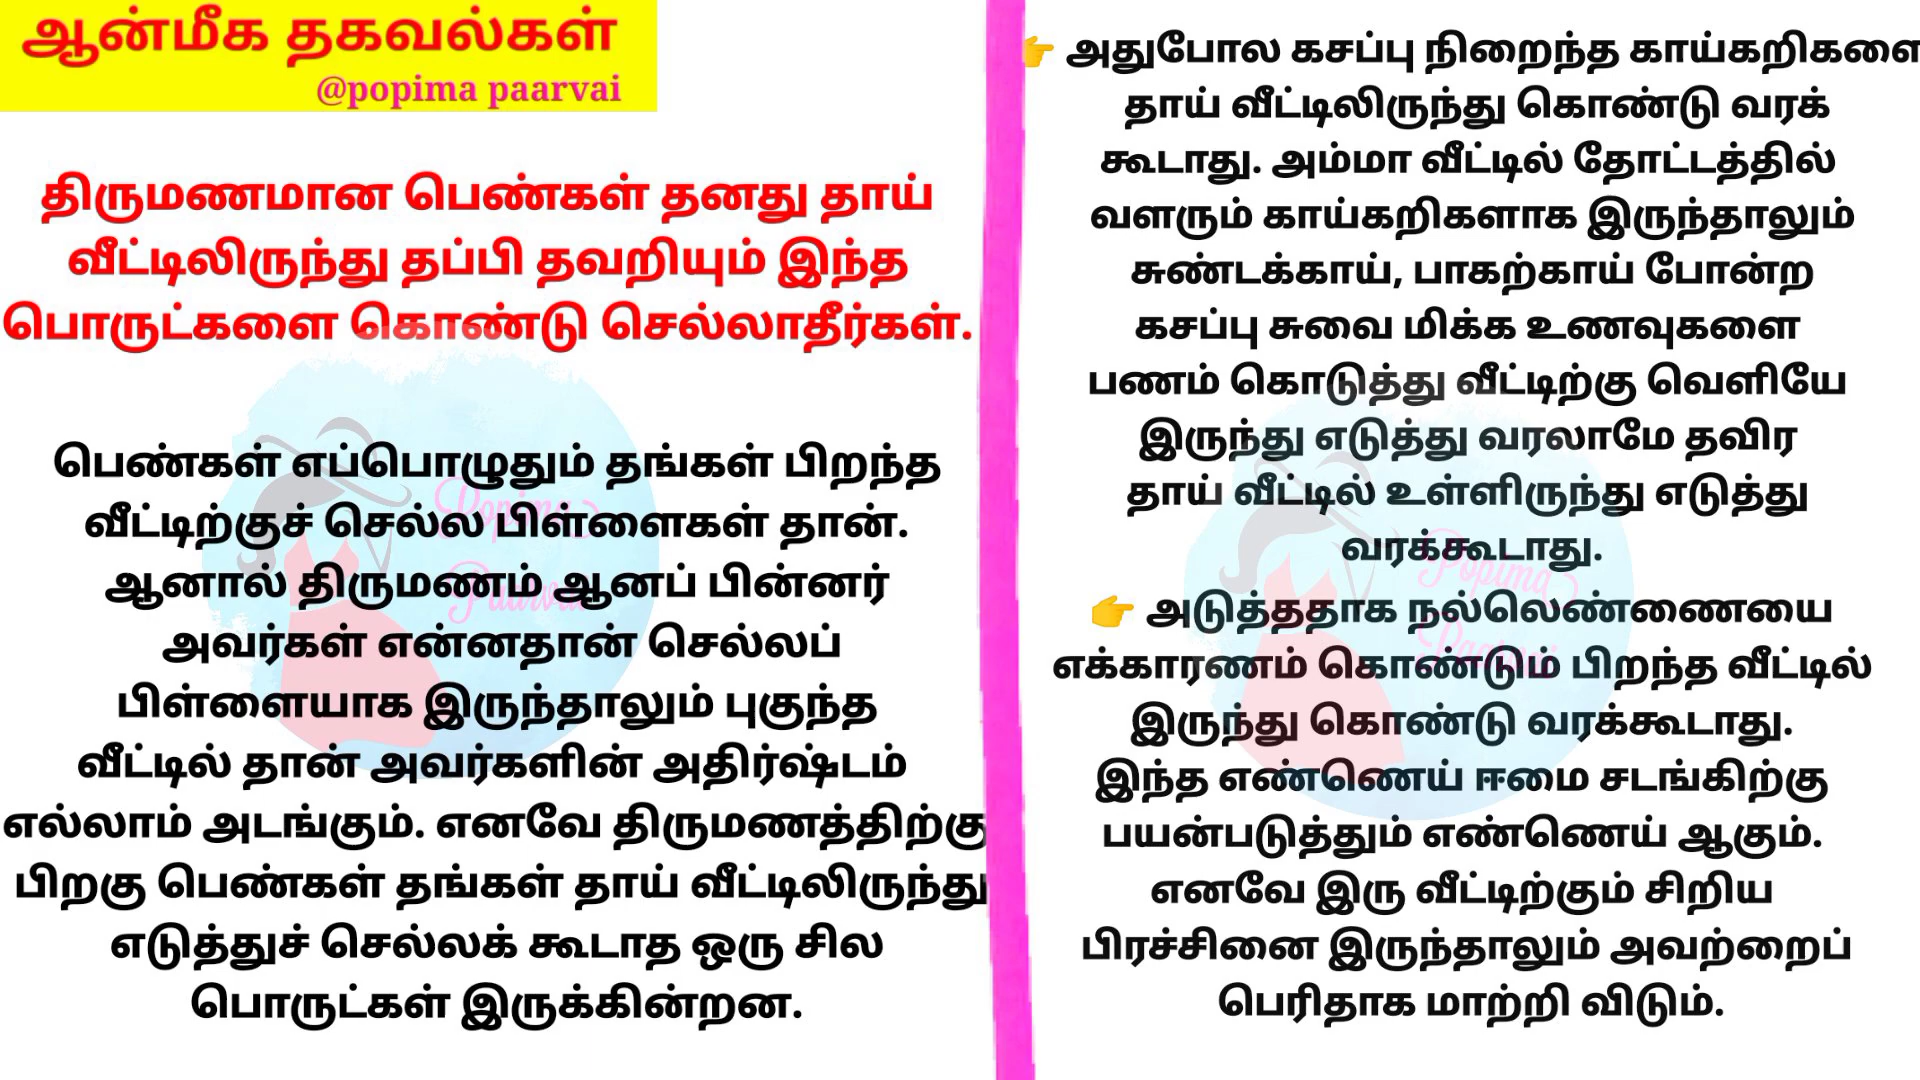 ஆன்மீக தகவல்கள்
@popima paarvai
திருமணமான பெண்கள் தனது தாய்
வீட்டிலிருந்து தப்பி தவறியும் இந்த
பொருட்களை கொண்டு செல்லாதீர்கள்.
பெண்கள் எப்பொழுதும் தங்கள் பிறந்த
வீட்டிற்குச் செல்ல பிள்ளைகள் தான்.
ஆனால் திருமணம் ஆனப் பின்னர்
அவர்கள் என்னதான் செல்லப்
பிள்ளையாக இருந்தாலும் புகுந்த
வீட்டில் தான் அவர்களின் அதிர்ஷ்டம்
எல்லாம் அடங்கும். எனவே திருமணத்திற்கு
பிறகு பெண்கள் தங்கள் தாய் வீட்டிலிருந்து
எடுத்துச் செல்லக் கூடாத ஒரு சில
பொருட்கள் இருக்கின்றன.
Popima
Paarvai
👉 அதுபோல கசப்பு நிறைந்த காய்கறிகளை
தாய் வீட்டிலிருந்து கொண்டு வரக்
கூடாது. அம்மா வீட்டில் தோட்டத்தில்
வளரும் காய்கறிகளாக இருந்தாலும்
சுண்டக்காய், பாகற்காய் போன்ற
கசப்பு சுவை மிக்க உணவுகளை
பணம் கொடுத்து வீட்டிற்கு வெளியே
இருந்து எடுத்து வரலாமே தவிர
தாய் வீட்டில் உள்ளிருந்து எடுத்து
வரக்கூடாது.
👉 அடுத்ததாக நல்லெண்ணையை
எக்காரணம் கொண்டும் பிறந்த வீட்டில்
இருந்து கொண்டு வரக்கூடாது.
இந்த எண்ணெய் ஈமை சடங்கிற்கு
பயன்படுத்தும் எண்ணெய் ஆகும்.
எனவே இரு வீட்டிற்கும் சிறிய
பிரச்சினை இருந்தாலும் அவற்றைப்
பெரிதாக மாற்றி விடும்.
Popima
Paarvai